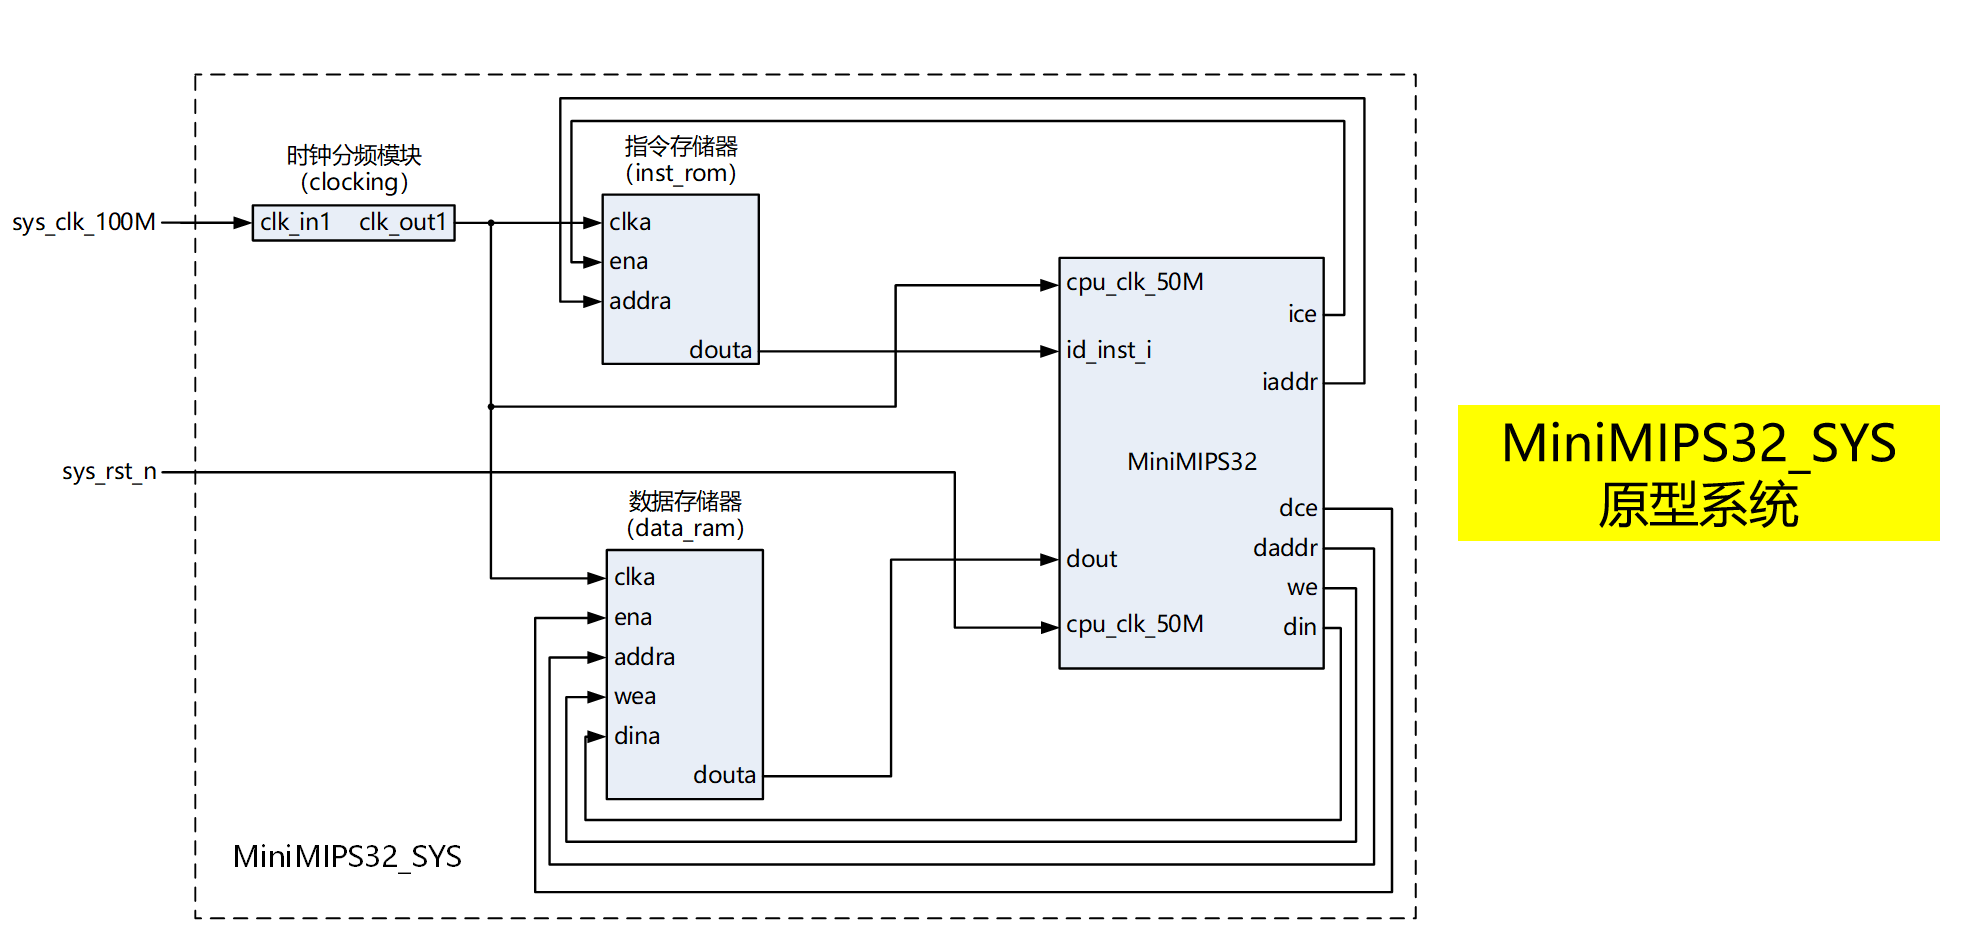 时钟分频模块
(clocking)
指令存储器
(inst_rom)
sys_clk_100M
clk_in1 clk_out1
clka
ena
addra
douta
cpu_clk_50M
id_inst_i
ice
iaddr
MiniMIPS32
dce
daddr
we
din
dout
cpu_clk_50M
sys_rst_n
数据存储器
(data_ram)
clka
ena
addra
wea
dina
douta
MiniMIPS32_SYS
MiniMIPS32_SYS
原型系统